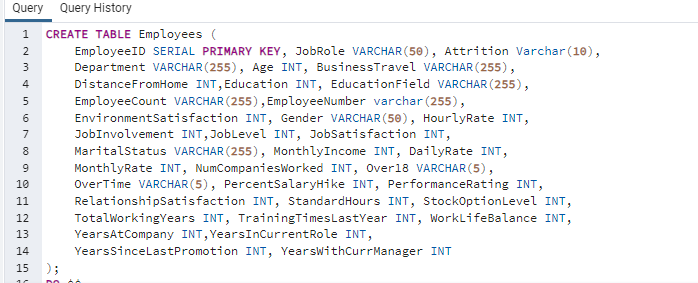 Query Query History
1 CREATE TABLE Employees (
2 EmployeeID SERIAL PRIMARY KEY, JobRole VARCHAR(50), Attrition Varchar(10),
3 Department VARCHAR(255), Age INT, BusinessTravel VARCHAR(255),
4 DistanceFromHome INT,Education INT, EducationField VARCHAR(255),
5 EmployeeCount VARCHAR(255),EmployeeNumber varchar(255),
6 EnvironmentSatisfaction INT, Gender VARCHAR(50), HourlyRate INT,
7 JobInvolvement INT,JobLevel INT, JobSatisfaction INT,
8 MaritalStatus VARCHAR(255), MonthlyIncome INT, DailyRate INT,
9 MonthlyRate INT, NumCompaniesWorked INT, Over18 VARCHAR(5),
10 OverTime VARCHAR(5), PercentSalaryHike INT, PerformanceRating INT,
11 RelationshipSatisfaction INT, StandardHours INT, StockOptionLevel INT,
12 TotalWorkingYears INT, TrainingTimesLastYear INT, WorkLifeBalance INT,
13 YearsAtCompany INT,YearsInCurrentRole INT,
14 YearsSinceLastPromotion INT, YearsWithCurrManager INT
15 );
16 DO $$